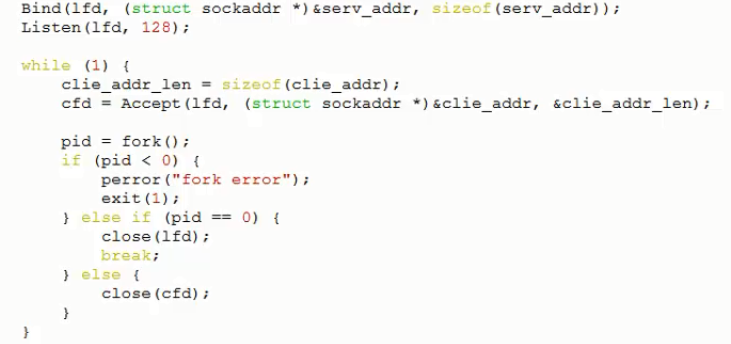 Bind(lfd, (struct sockaddr *)&serv_addr, sizeof(serv_addr));
Listen(lfd, 128);
while (1) {
clie_addr_len = sizeof(clie_addr);
cfd = Accept(lfd, (struct sockaddr *)&clie_addr, &clie_addr_len);
pid = fork();
if (pid < 0) {
perror("fork error");
exit(1);
} else if (pid == 0) {
close(lfd);
break;
} else {
close(cfd);
}
}